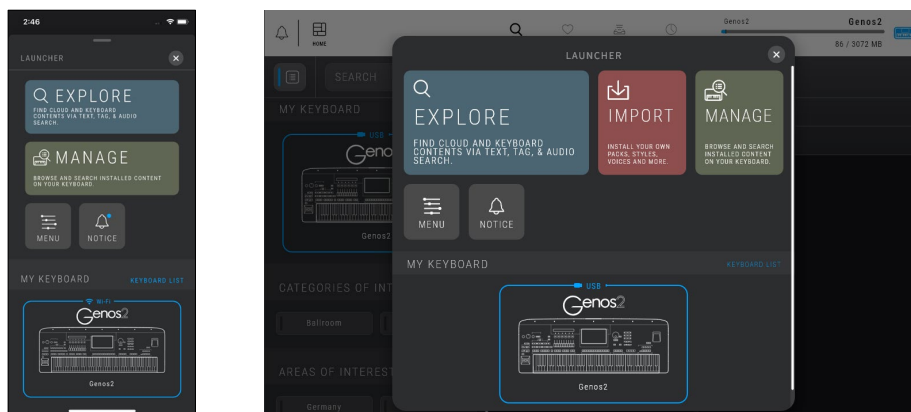 2:46
LAUNCHER
EXPLORE
FIND CLOUD AND KEYBOARD
CONTENTS VIA TEXT, TAG, & AUDIO
SEARCH.
MANAGE
BROWSE AND SEARCH INSTALLED CONTENT
ON YOUR KEYBOARD.
MENU
NOTICE
MY KEYBOARD
KEYBOARD LIST
Wi-Fi
Genos2
Genos2
HOME
Genos2
Genos2
86 / 3072 MB
SEARCH
MY KEYBOARD
USB
Geno
Genos2
CATEGORIES OF INT
Ballroom
AREAS OF INTEREST
Germany
LAUNCHER
EXPLORE
FIND CLOUD AND KEYBOARD
CONTENTS VIA TEXT, TAG, & AUDIO
SEARCH.
IMPORT
INSTALL YOUR OWN
PACKS, STYLES,
VOICES AND MORE.
MANAGE
BROWSE AND SEARCH
INSTALLED CONTENT
ON YOUR KEYBOARD.
MENU
NOTICE
MY KEYBOARD
KEYBOARD LIST
USB
Genos2
Genos2